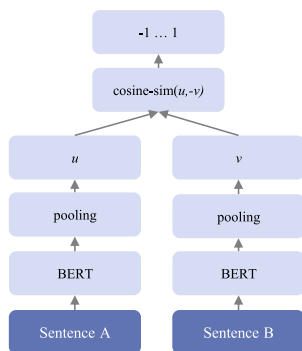 -1 … 1
cosine-sim(u,-v)
u
v
pooling
pooling
BERT
BERT
Sentence A
Sentence B